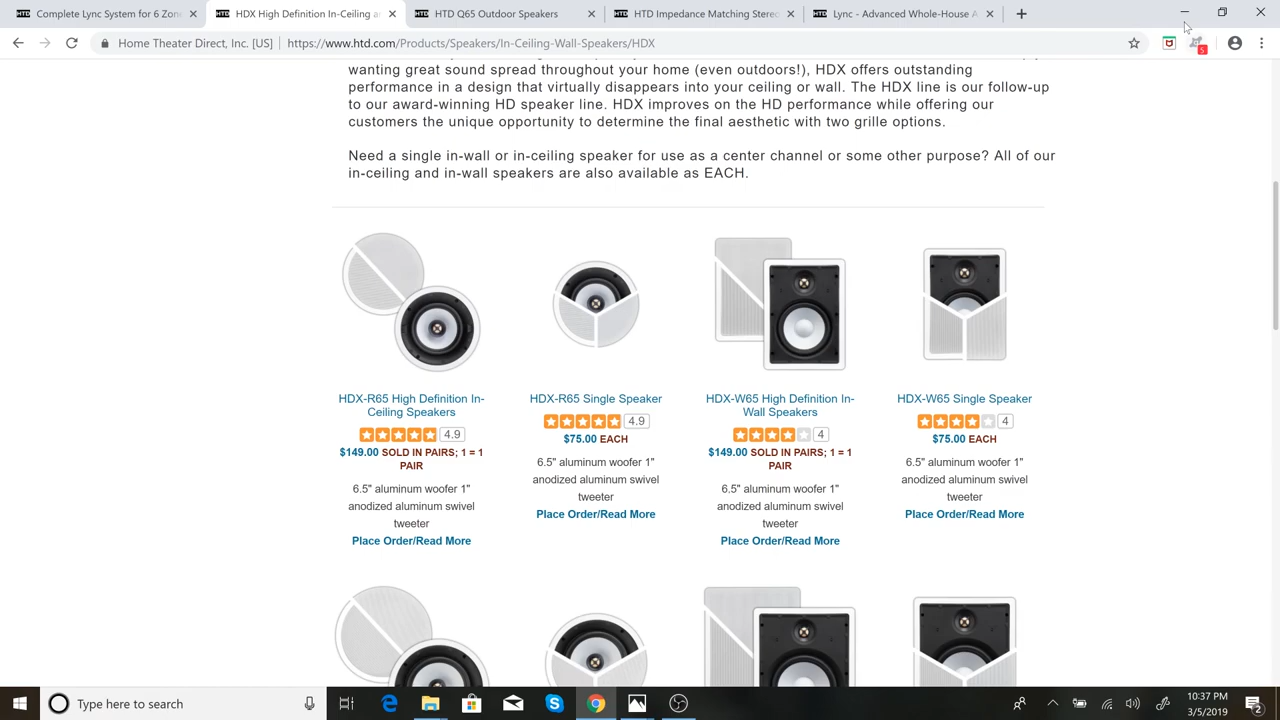 HTD Complete Lync System for 6 Zon
HTD HDX High Definition In-Ceiling a
HTD HTD Q65 Outdoor Speakers
HTD HTD Impedance Matching Stereo
HTD Lync - Advanced Whole-House A
Home Theater Direct, Inc. [US] | https://www.htd.com/Products/Speakers/In-Ceiling-Wall-Speakers/HDX
5
wanting great sound spread throughout your home (even outdoors!), HDX offers outstanding
performance in a design that virtually disappears into your ceiling or wall. The HDX line is our follow-up
to our award-winning HD speaker line. HDX improves on the HD performance while offering our
customers the unique opportunity to determine the final aesthetic with two grille options.
Need a single in-wall or in-ceiling speaker for use as a center channel or some other purpose? All of our
in-ceiling and in-wall speakers are also available as EACH.
HDX-R65 High Definition In-
Ceiling Speakers
4.9
$149.00 SOLD IN PAIRS; 1 = 1
PAIR
6.5" aluminum woofer 1"
anodized aluminum swivel
tweeter
Place Order/Read More
HDX-R65 Single Speaker
4.9
$75.00 EACH
6.5" aluminum woofer 1"
anodized aluminum swivel
tweeter
Place Order/Read More
HDX-W65 High Definition In-
Wall Speakers
4
$149.00 SOLD IN PAIRS; 1 = 1
PAIR
6.5" aluminum woofer 1"
anodized aluminum swivel
tweeter
Place Order/Read More
HDX-W65 Single Speaker
4
$75.00 EACH
6.5" aluminum woofer 1"
anodized aluminum swivel
tweeter
Place Order/Read More
Type here to search
10:37 PM
3/5/2019
2